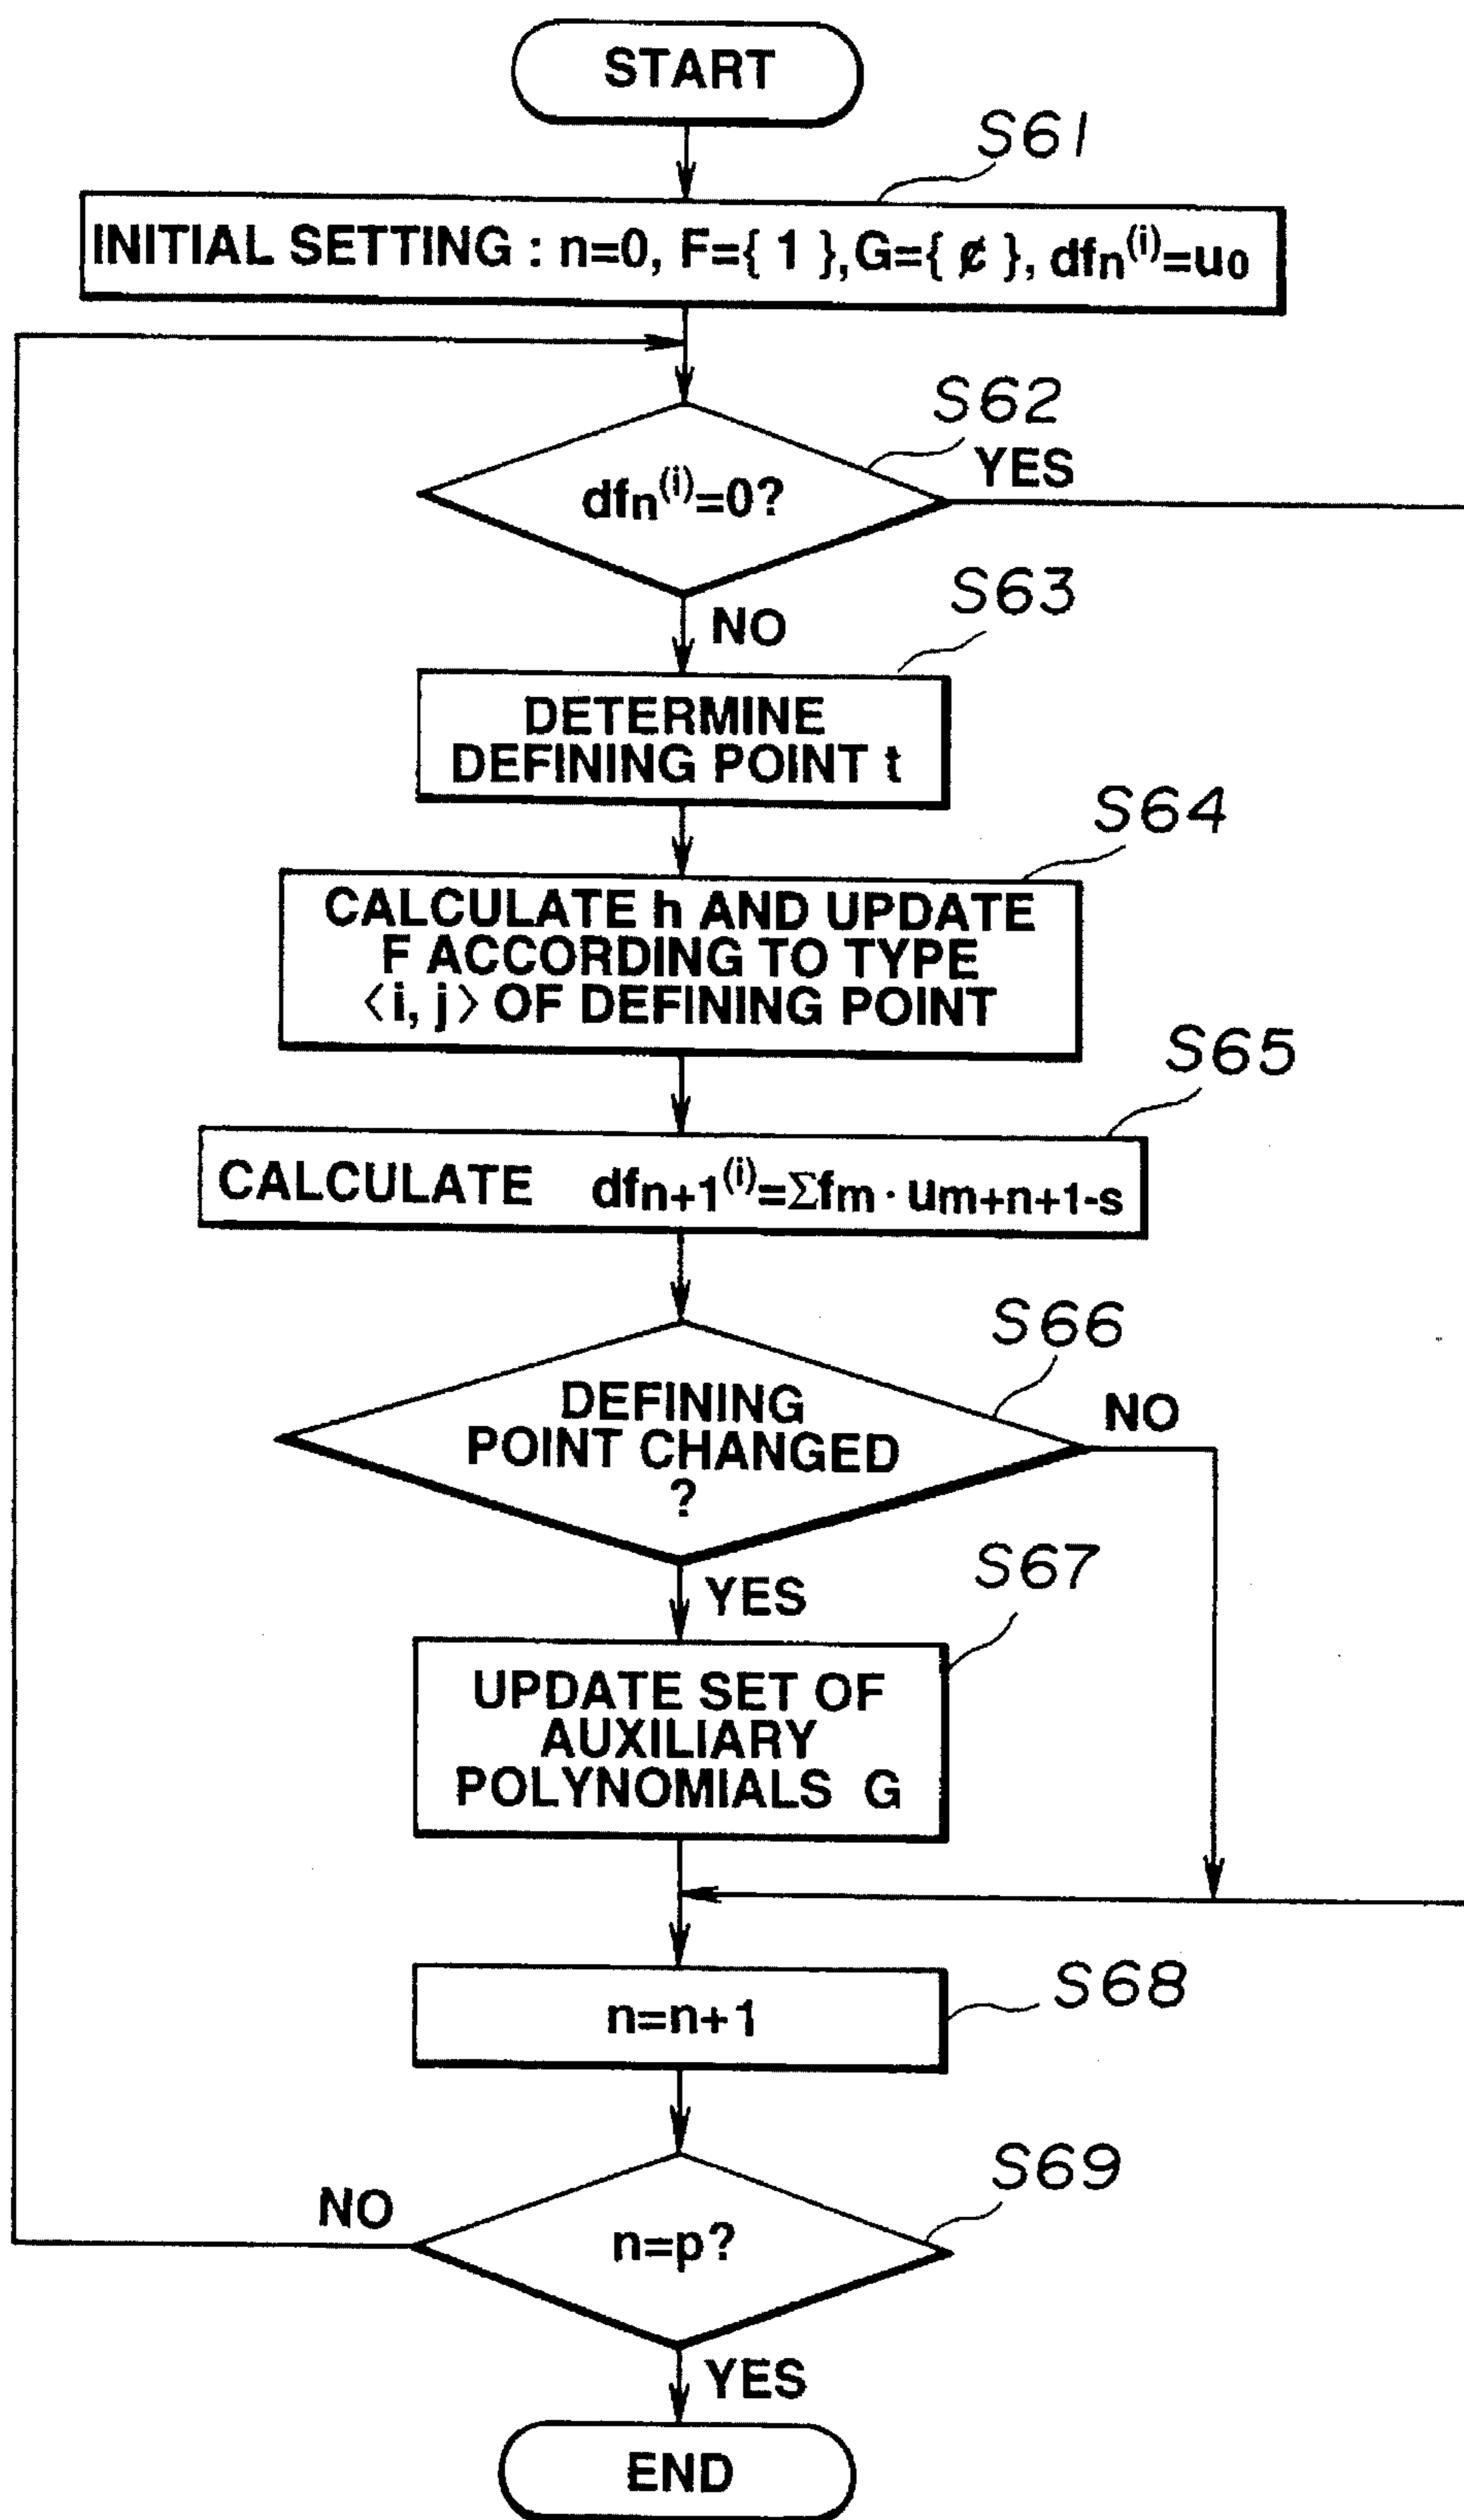 START
S61
INITIAL SETTING : n=0, F={ 1 },G={ ¢ }, dfn(i)=u0
S62
dfn(i)=0?
YES
NO
S63
DETERMINE
DEFINING POINT t
S64
CALCULATE h AND UPDATE
F ACCORDING TO TYPE
<i, j> OF DEFINING POINT
S65
CALCULATE dfn+1(i)=Σfm · um+n+1-s
S66
DEFINING
POINT CHANGED
?
NO
YES
S67
UPDATE SET OF
AUXILIARY
POLYNOMIALS G
S68
n=n+1
S69
n=p?
NO
YES
END